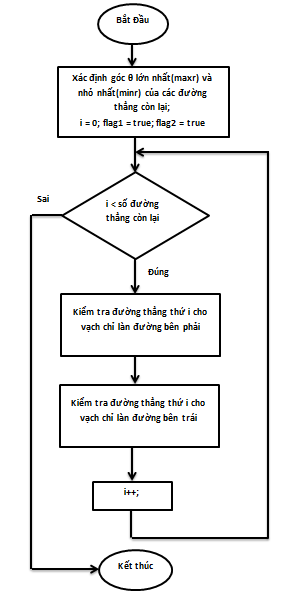 Bắt Đầu
Xác định góc θ lớn nhất(maxr) và
nhỏ nhất(minr) của các đường
thẳng còn lại;
i = 0; flag1 = true; flag2 = true
Sai
i < số đường
thẳng còn lại
Đúng
Kiểm tra đường thẳng thứ i cho
vạch chỉ làn đường bên phải
Kiểm tra đường thẳng thứ i cho
vạch chỉ làn đường bên trái
i++;
Kết thúc